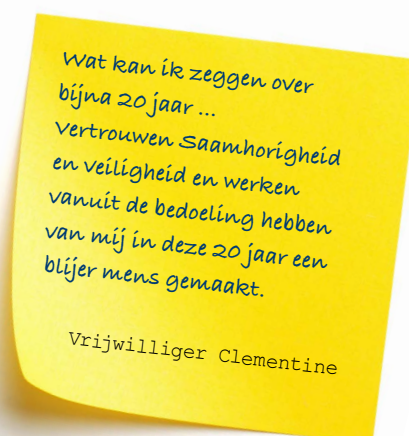 Wat kan ik zeggen over
bijna 20 jaar ...
Vertrouwen Saamhorigheid
en veiligheid en werken
vanuit de bedoeling hebben
van mij in deze 20 jaar een
blijer mens gemaakt.
Vrijwilliger Clementine